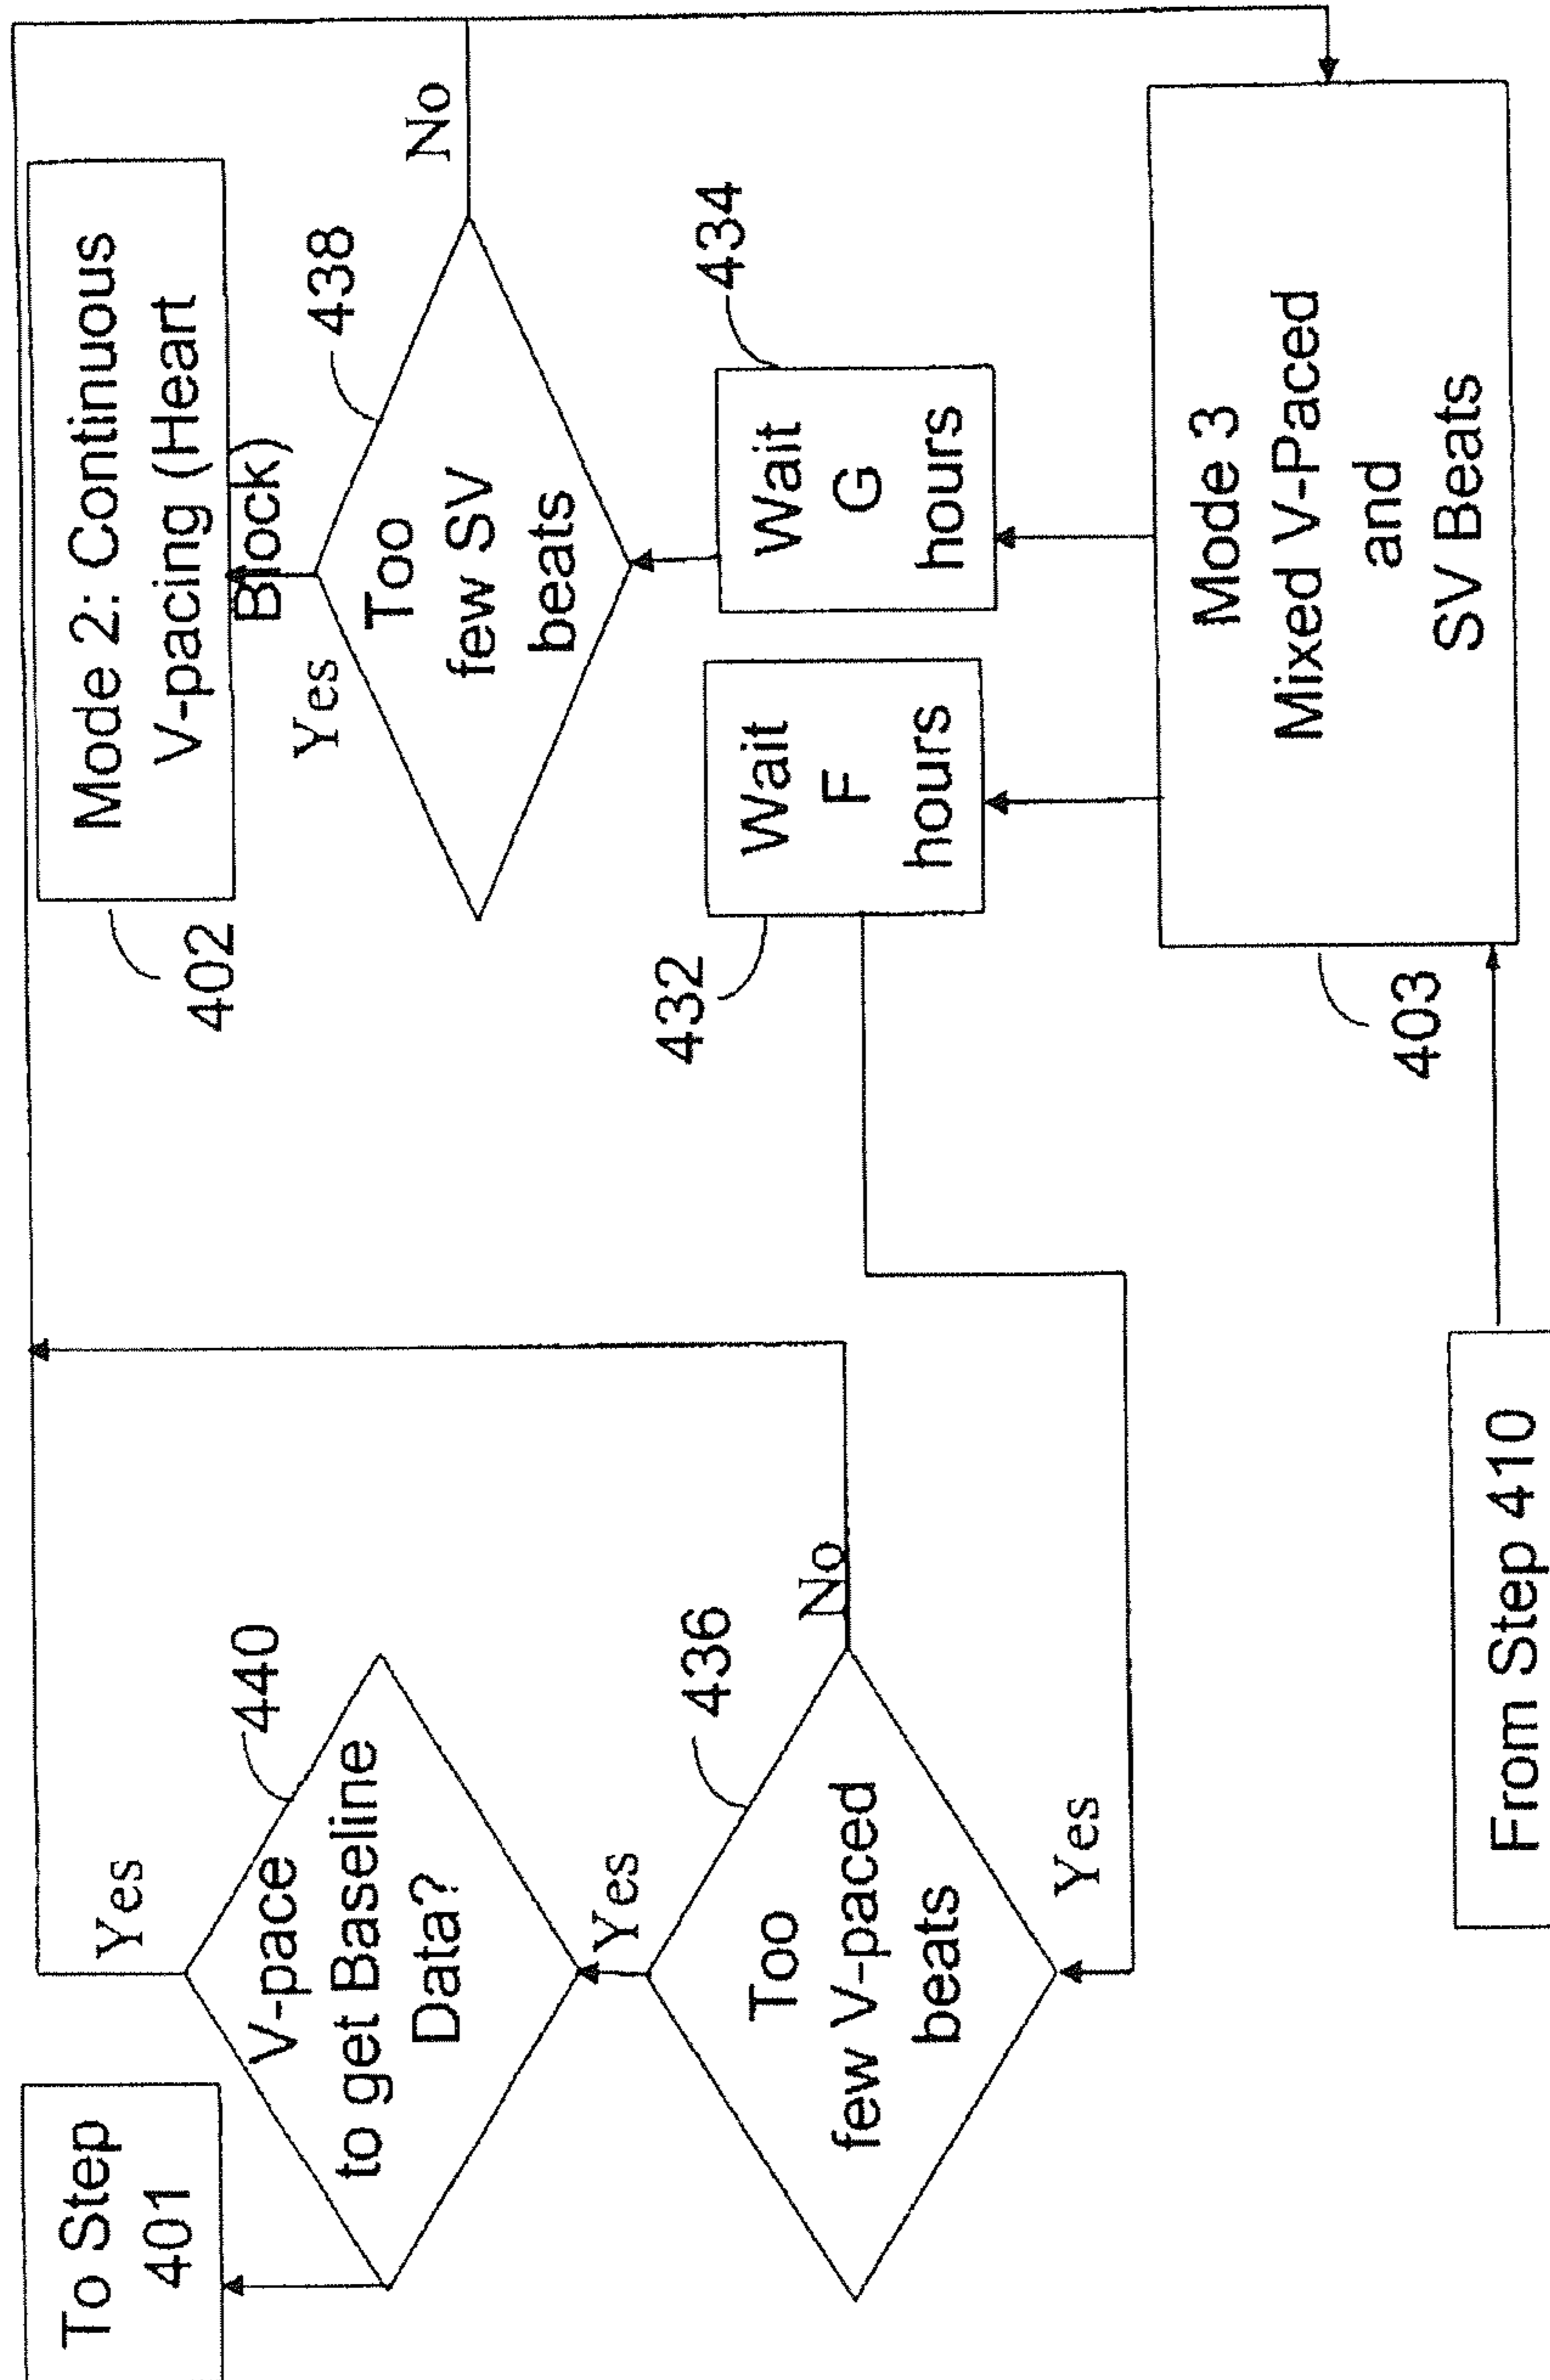 To Step
401
V-pace
to get Baseline
Data?
440
Yes
Yes
Too
few V-paced
beats
436
No
Yes
From Step 410
Mode 2: Continuous
V-pacing (Heart
Block)
402
Yes
Too
few SV
beats
438
No
Wait
F
hours
432
Wait
G
hours
434
Mode 3
Mixed V-Paced
and
SV Beats
403